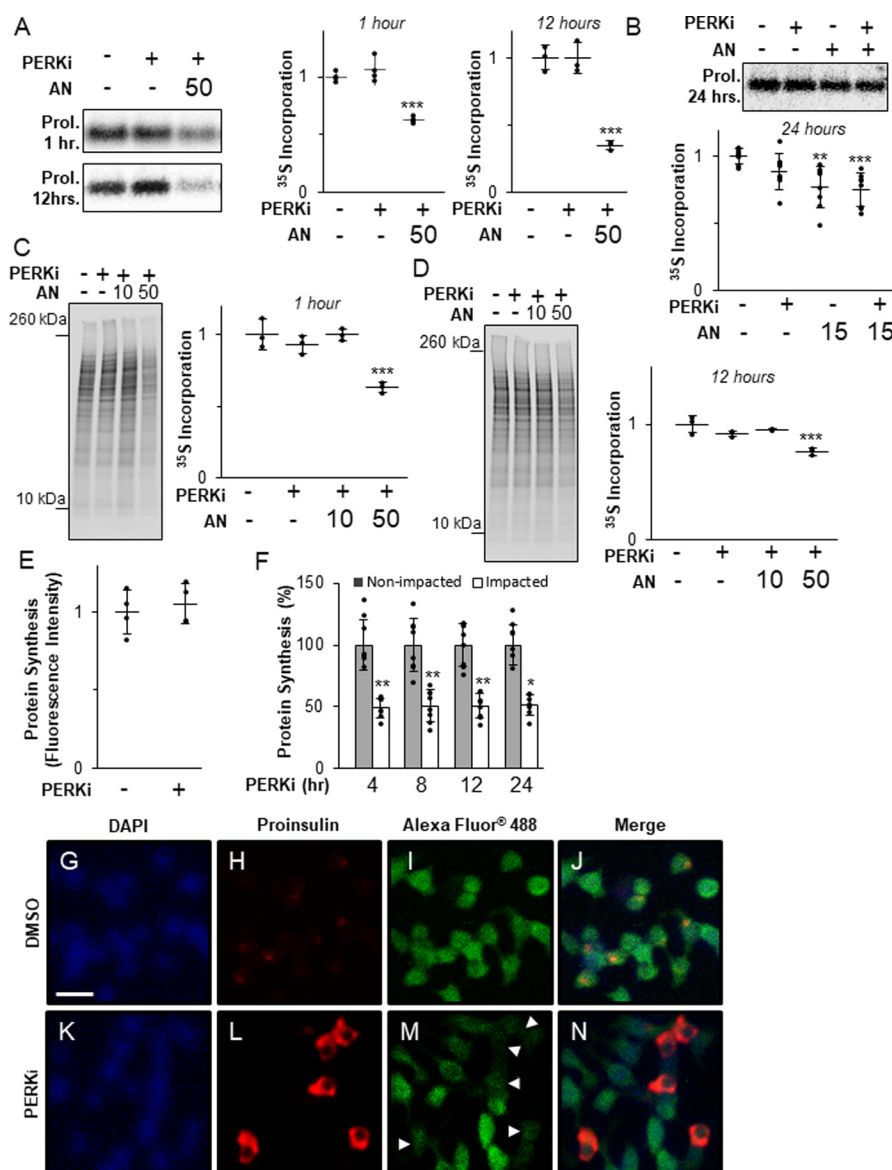 A
PERKi - + +
AN - - 50
Prol. 1 hr.
Prol. 12hrs.
1 hour
35S Incorporation
1
0
***
PERKi - + +
AN - - 50
12 hours
35S Incorporation
1
0
***
PERKi - + +
AN - - 50
B
PERKi - + - +
AN - - + +
Prol. 24 hrs.
24 hours
35S Incorporation
1
0
** ***
PERKi - + - +
AN - - 15 15
C
PERKi - + + +
AN - - 10 50
260 kDa
10 kDa
1 hour
35S Incorporation
1
0
***
PERKi - + + +
AN - - 10 50
D
PERKi - + + +
AN - - 10 50
260 kDa
10 kDa
12 hours
35S Incorporation
1
0
***
PERKi - + + +
AN - - 10 50
E
Protein Synthesis
(Fluorescence Intensity)
1
0
PERKi - +
F
Non-impacted Impacted
Protein Synthesis (%)
150
100
50
0
** ** ** *
PERKi (hr) 4 8 12 24
DAPI Proinsulin Alexa Fluor® 488 Merge
DMSO
G H I J
PERKi
K L M N